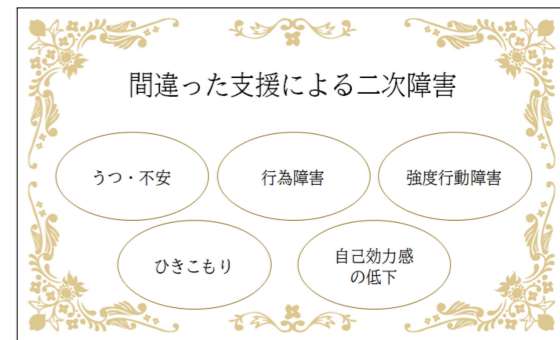 間違った支援による二次障害
うつ・不安
行為障害
強度行動障害
ひきこもり
自己効力感
の低下